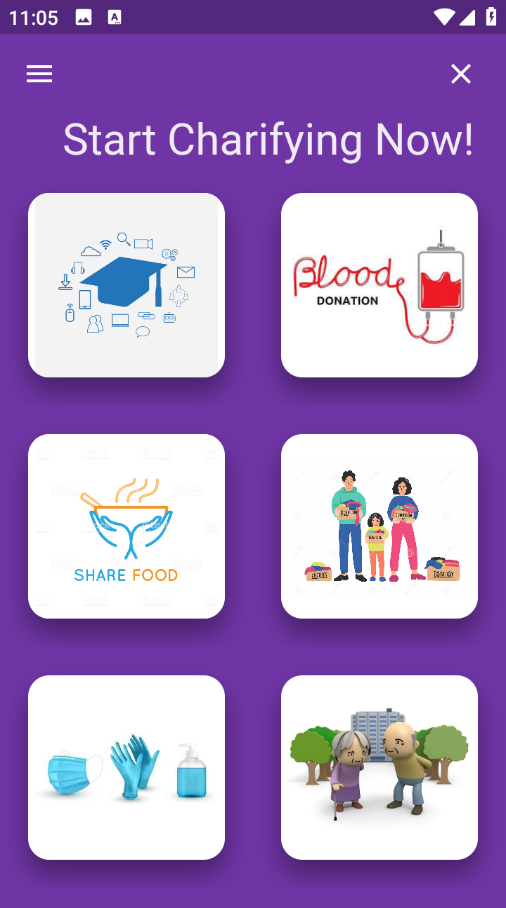 11:05
Start Charifying Now!
Blood
DONATION
SHARE FOOD